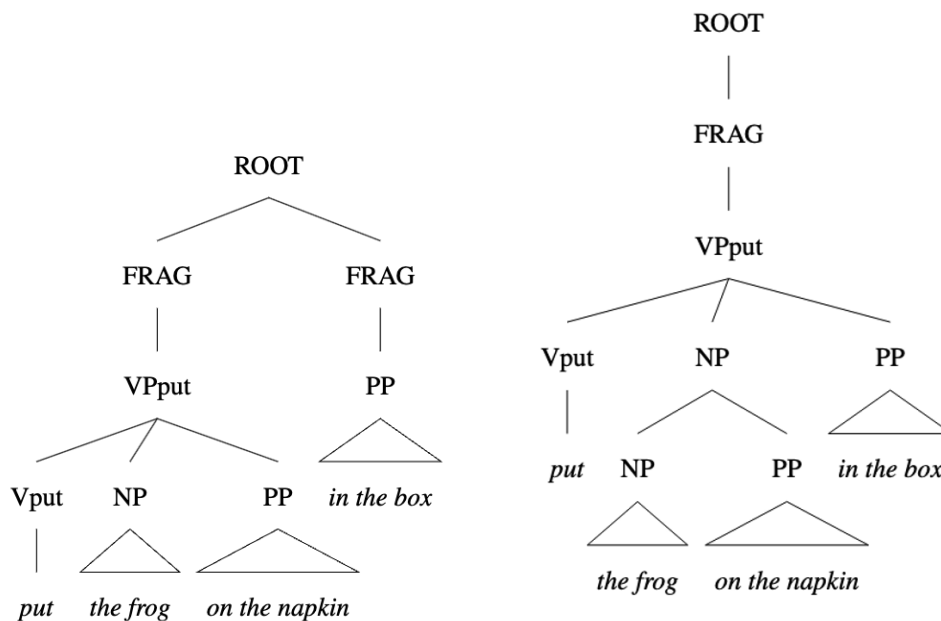 ROOT
FRAG FRAG
VPput PP
Vput NP PP in the box
put the frog on the napkin
ROOT
FRAG
VPput
Vput NP PP
put NP PP in the box
the frog on the napkin